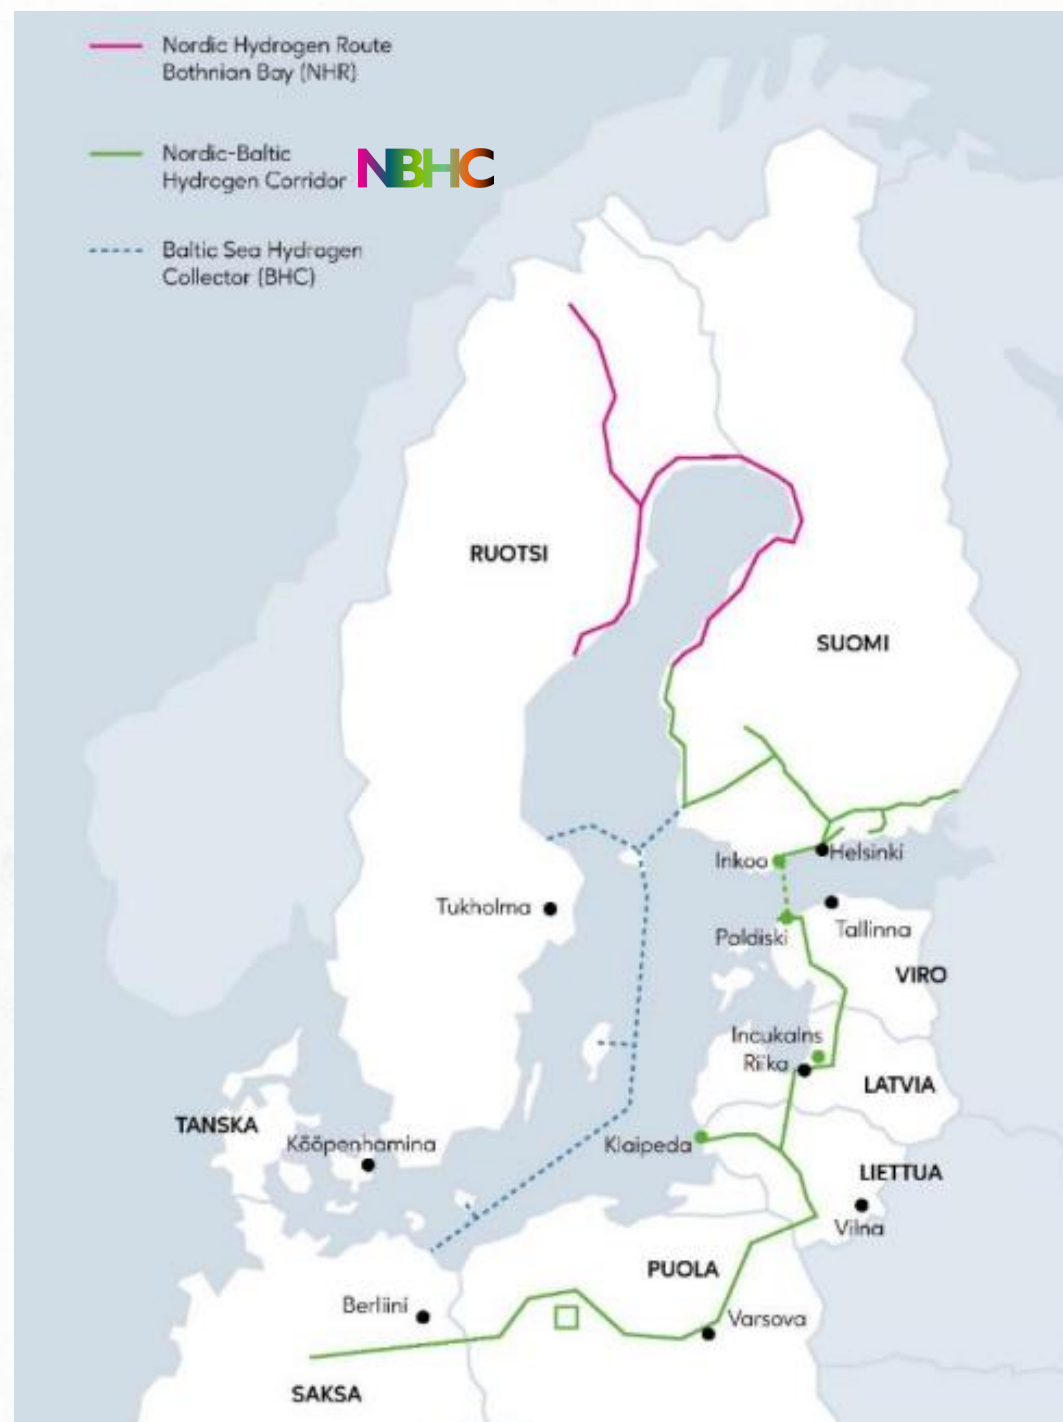 Nordic Hydrogen Route
Bothnian Bay (NHR)
Nordic-Baltic
Hydrogen Corridor NBHC
Baltic Sea Hydrogen
Collector (BHC)
RUOTSI
SUOMI
Inkoo
Helsinki
Tukholma
Tallinna
Paldiski
VIRO
Incukalns
Riika
LATVIA
TANSKA
Kööpenhamina
Klaipeda
LIETTUA
Vilna
PUOLA
Berliini
Varsova
SAKSA